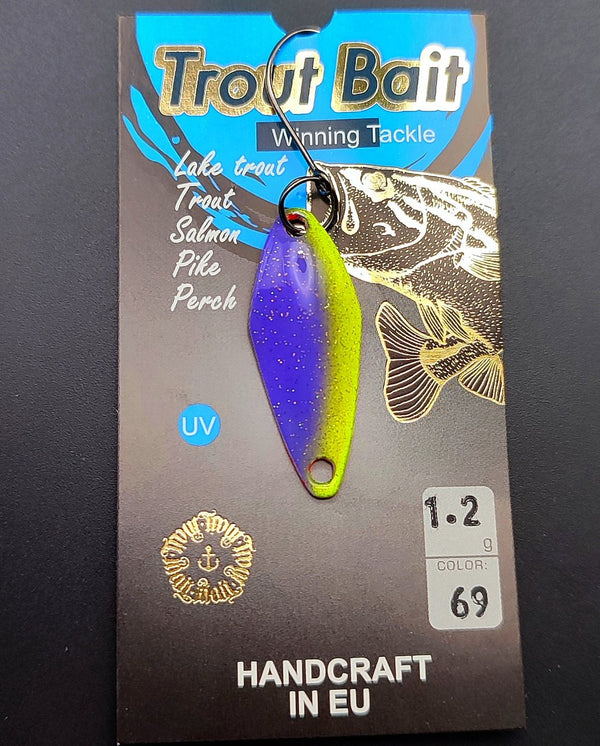 Trout Bait
Winning Tackle
Lake trout
Trout
Salmon
Pike
Perch
UV
1.2
g
COLOR:
69
HANDCRAFT
IN EU